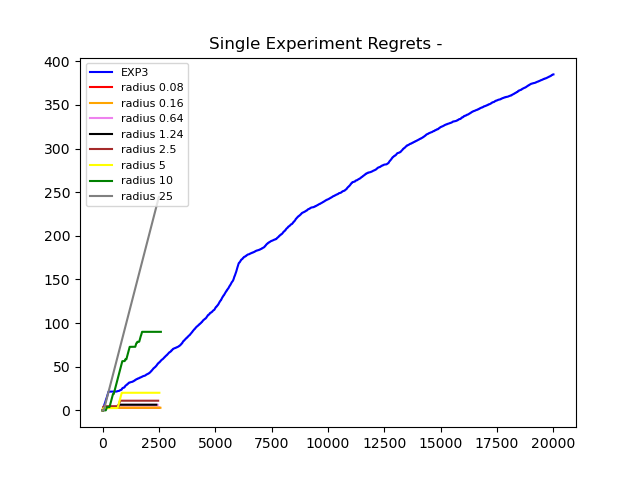 Single Experiment Regrets -
400
350
300
250
200
150
100
50
0
EXP3
radius 0.08
radius 0.16
radius 0.64
radius 1.24
radius 2.5
radius 5
radius 10
radius 25
0 2500 5000 7500 10000 12500 15000 17500 20000